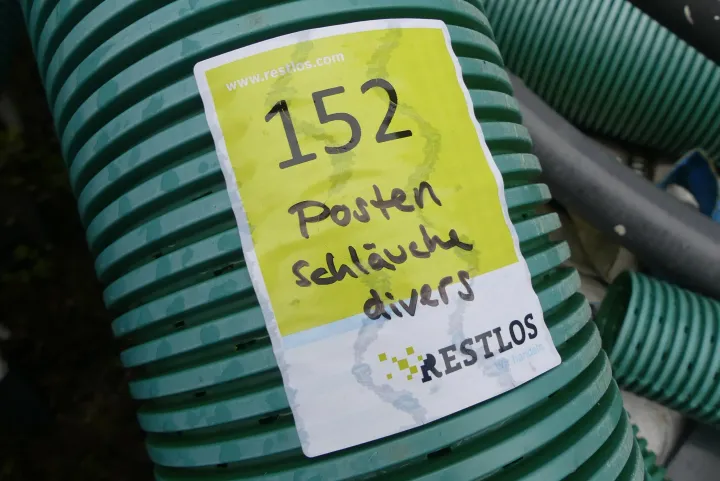 www.restlos.com
152
Posten
Schläuche
divers
RESTLOS